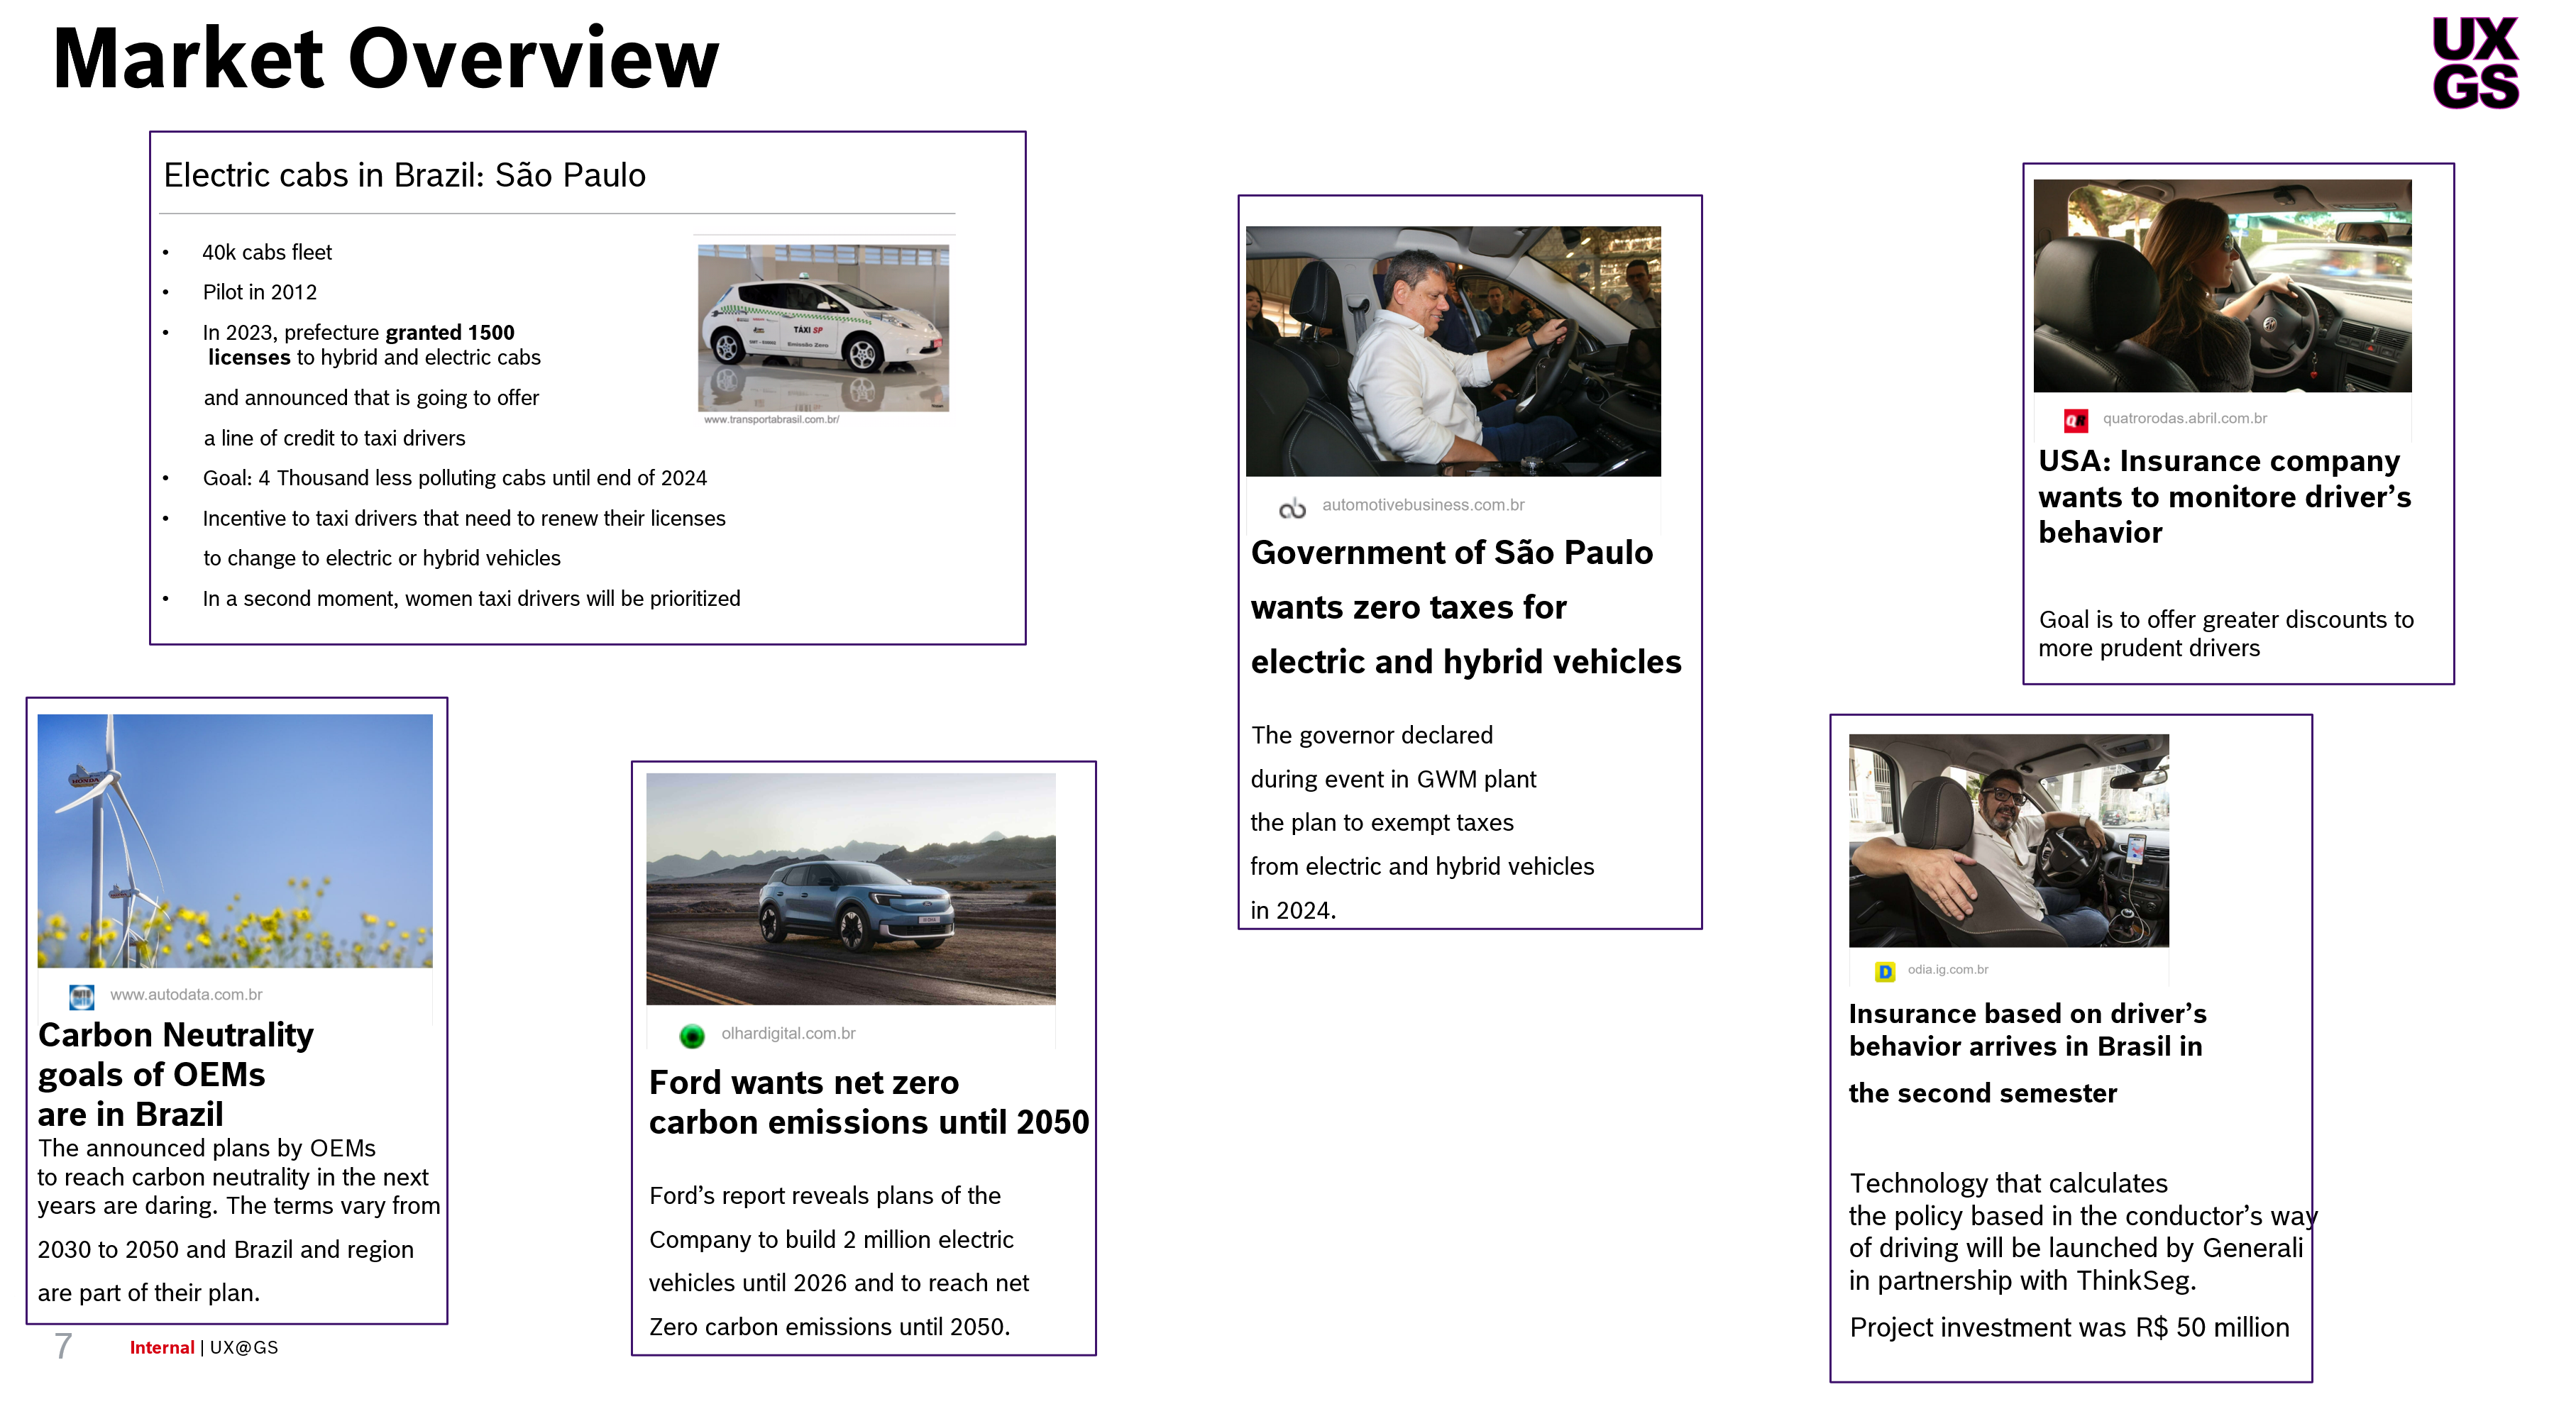 Market Overview
UX
GS
Electric cabs in Brazil: São Paulo
• 40k cabs fleet
• Pilot in 2012
• In 2023, prefecture granted 1500
licenses to hybrid and electric cabs
and announced that is going to offer
a line of credit to taxi drivers
• Goal: 4 Thousand less polluting cabs until end of 2024
• Incentive to taxi drivers that need to renew their licenses
to change to electric or hybrid vehicles
• In a second moment, women taxi drivers will be prioritized
TÁXI SP
Emissão Zero
www.transportabrasil.com.br/
automotivebusiness.com.br
Government of São Paulo
wants zero taxes for
electric and hybrid vehicles
The governor declared
during event in GWM plant
the plan to exempt taxes
from electric and hybrid vehicles
in 2024.
QR quatrorodas.abril.com.br
USA: Insurance company
wants to monitore driver’s
behavior
Goal is to offer greater discounts to
more prudent drivers
HONDA
AUTO
DATA
www.autodata.com.br
Carbon Neutrality
goals of OEMs
are in Brazil
The announced plans by OEMs
to reach carbon neutrality in the next
years are daring. The terms vary from
2030 to 2050 and Brazil and region
are part of their plan.
olhardigital.com.br
Ford wants net zero
carbon emissions until 2050
Ford’s report reveals plans of the
Company to build 2 million electric
vehicles until 2026 and to reach net
Zero carbon emissions until 2050.
D odia.ig.com.br
Insurance based on driver’s
behavior arrives in Brasil in
the second semester
Technology that calculates
the policy based in the conductor’s way
of driving will be launched by Generali
in partnership with ThinkSeg.
Project investment was R$ 50 million
7 Internal | UX@GS